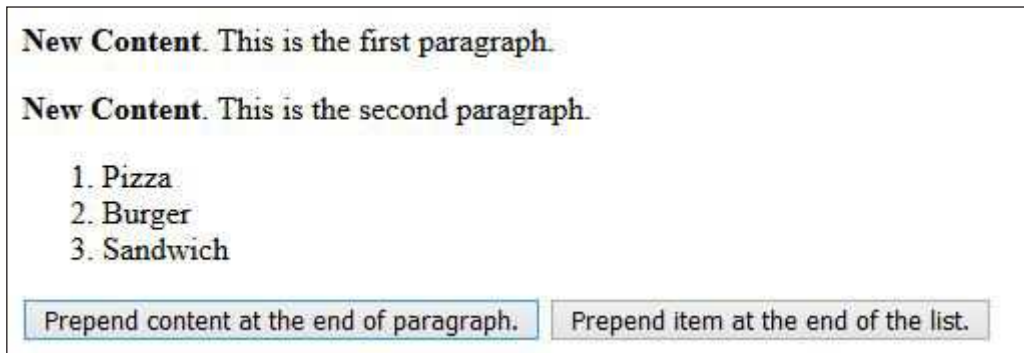 New Content. This is the first paragraph.
New Content. This is the second paragraph.
1. Pizza
2. Burger
3. Sandwich
Prepend content at the end of paragraph. Prepend item at the end of the list.